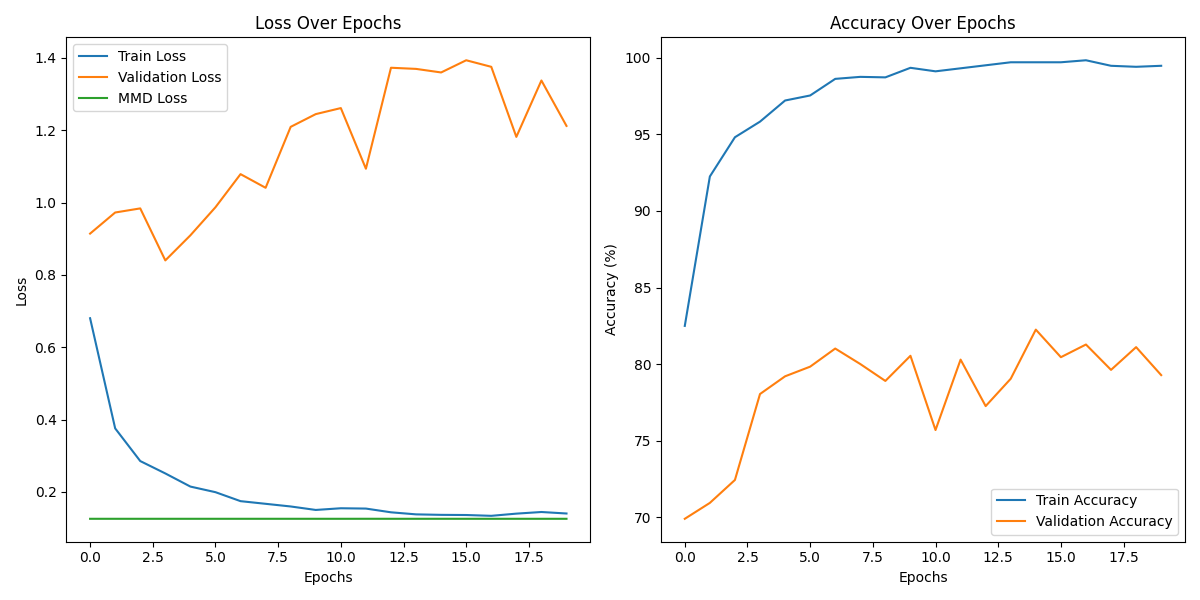 Loss Over Epochs
Train Loss
Validation Loss
MMD Loss
1.4
1.2
1.0
0.8
0.6
0.4
0.2
Loss
0.0 2.5 5.0 7.5 10.0 12.5 15.0 17.5
Epochs
Accuracy Over Epochs
100
95
90
85
80
75
70
Accuracy (%)
Train Accuracy
Validation Accuracy
0.0 2.5 5.0 7.5 10.0 12.5 15.0 17.5
Epochs